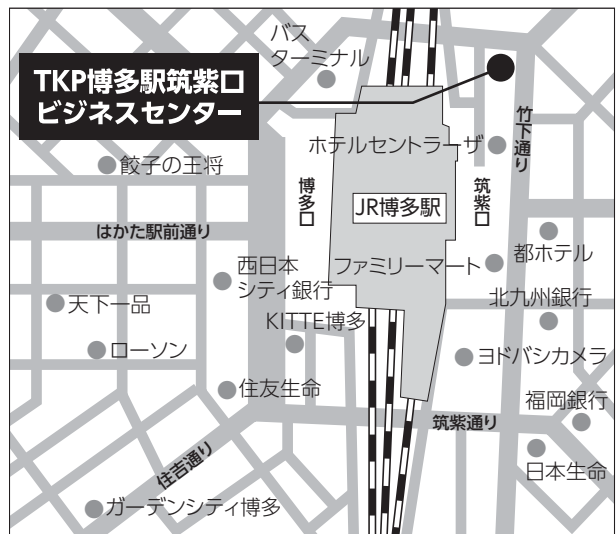 バス
ターミナル
TKP博多駅筑紫口
ビジネスセンター
竹下通り
ホテルセントラーザ
餃子の王将
博多口
JR博多駅
筑紫口
はかた駅前通り
都ホテル
西日本
シティ銀行
ファミリーマート
天下一品
北九州銀行
KITTE博多
ローソン
ヨドバシカメラ
住友生命
福岡銀行
筑紫通り
住吉通り
日本生命
ガーデンシティ博多